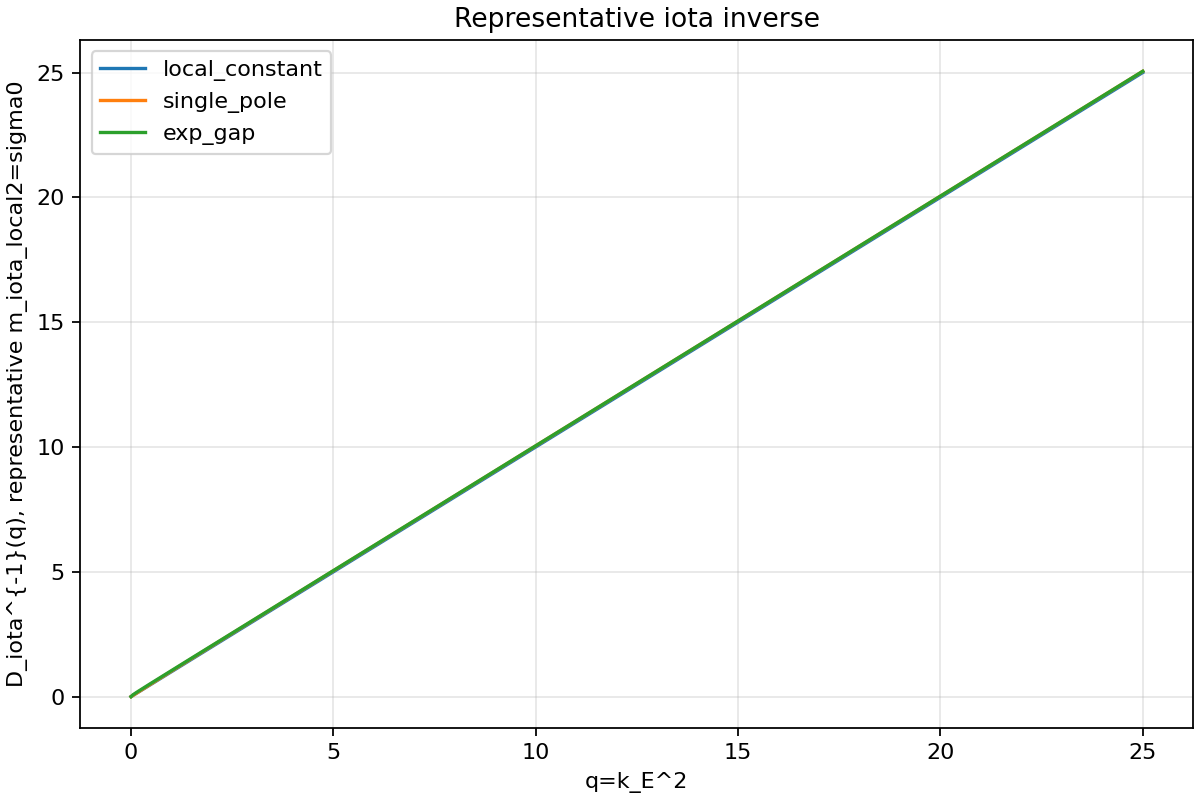 Representative iota inverse
local_constant
single_pole
exp_gap
D_iota^{-1}(q), representative m_iota_local2=sigma0
25
20
15
10
5
0
0 5 10 15 20 25
q=k_E^2